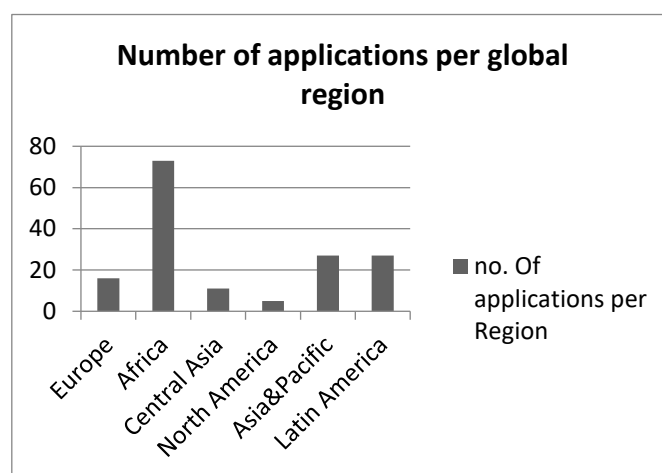 Number of applications per global
region
80
60
40
20
0
Europe
Africa
Central Asia
North America
Asia&Pacific
Latin America
no. Of
applications per
Region